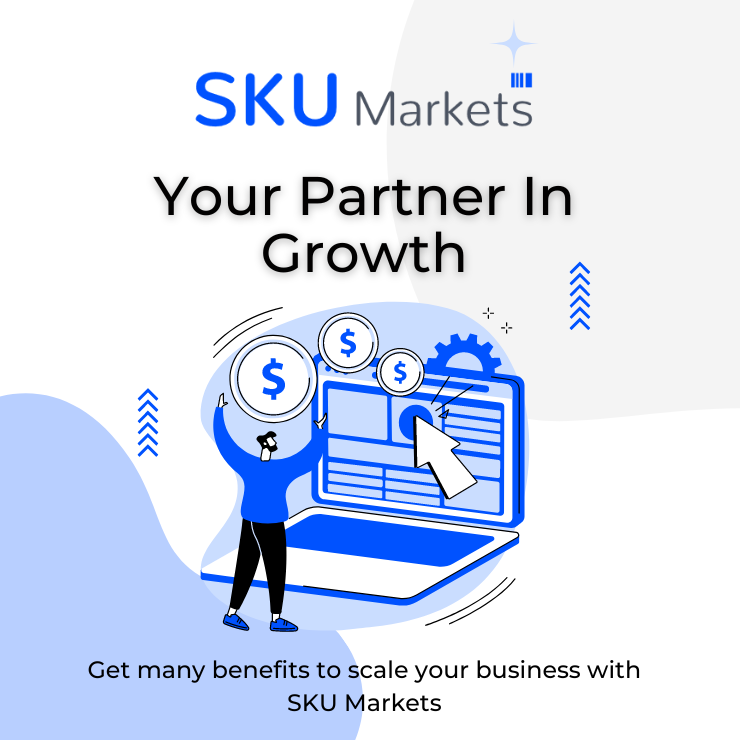 SKU Markets
Your Partner In
Growth
$
$
$
Get many benefits to scale your business with
SKU Markets